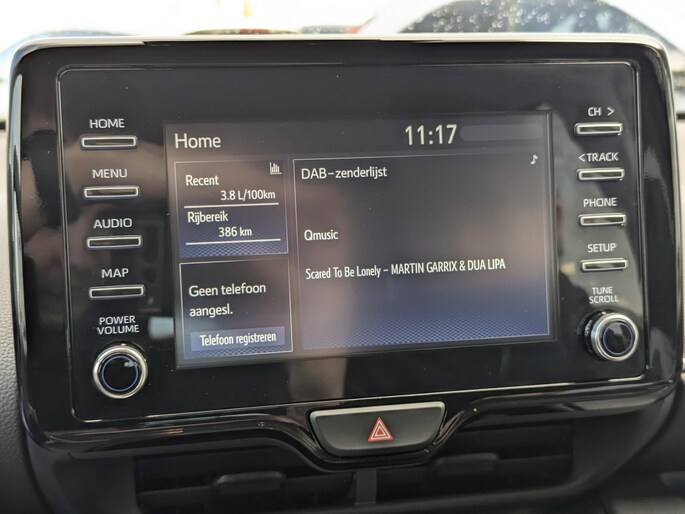 HOME
MENU
AUDIO
MAP
POWER
VOLUME
Home
11:17
Recent
3.8 L/100km
Rijbereik
386 km
Geen telefoon
aangesl.
Telefoon registreren
DAB-zenderlijst
Qmusic
Scared To Be Lonely - MARTIN GARRIX & DUA LIPA
CH >
< TRACK
PHONE
SETUP
TUNE
SCROLL